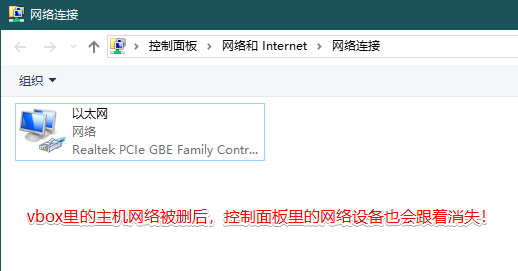 网络连接
控制面板 › 网络和 Internet › 网络连接
组织
以太网
网络
Realtek PCIe GBE Family Contr...
vbox里的主机网络被删后，控制面板里的网络设备也会跟着消失！